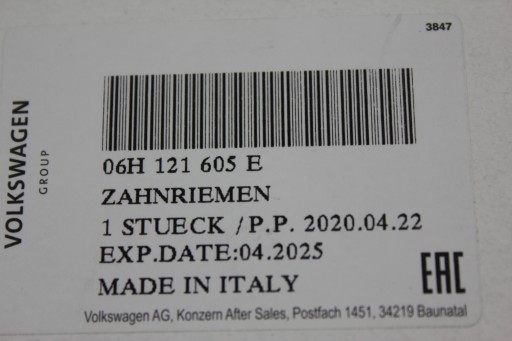 3847
VOLKSWAGEN
GROUP
06H 121 605 E
ZAHNRIEMEN
1 STUECK / P.P. 2020.04.22
EXP.DATE:04.2025
MADE IN ITALY
EAC
Volkswagen AG, Konzern After Sales, Postfach 1451, 34219 Baunatal